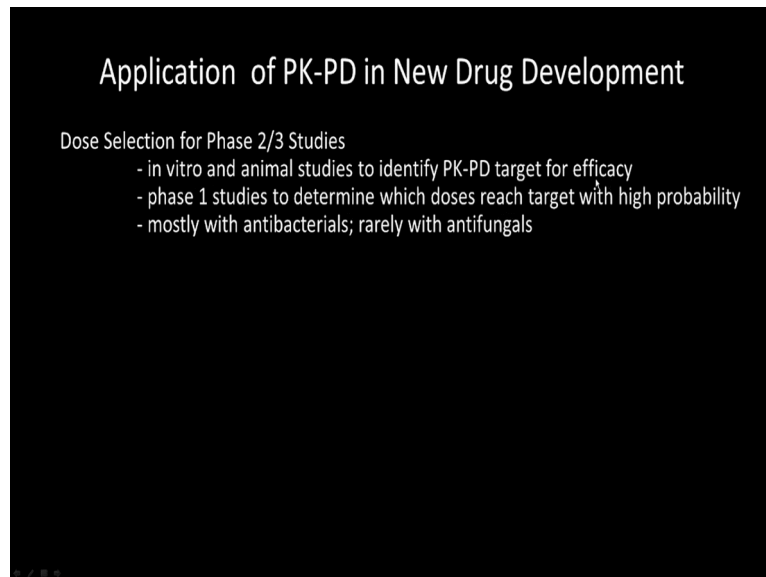 Application of PK-PD in New Drug Development
Dose Selection for Phase 2/3 Studies
- in vitro and animal studies to identify PK-PD target for efficacy
- phase 1 studies to determine which doses reach target with high probability
- mostly with antibacterials; rarely with antifungals